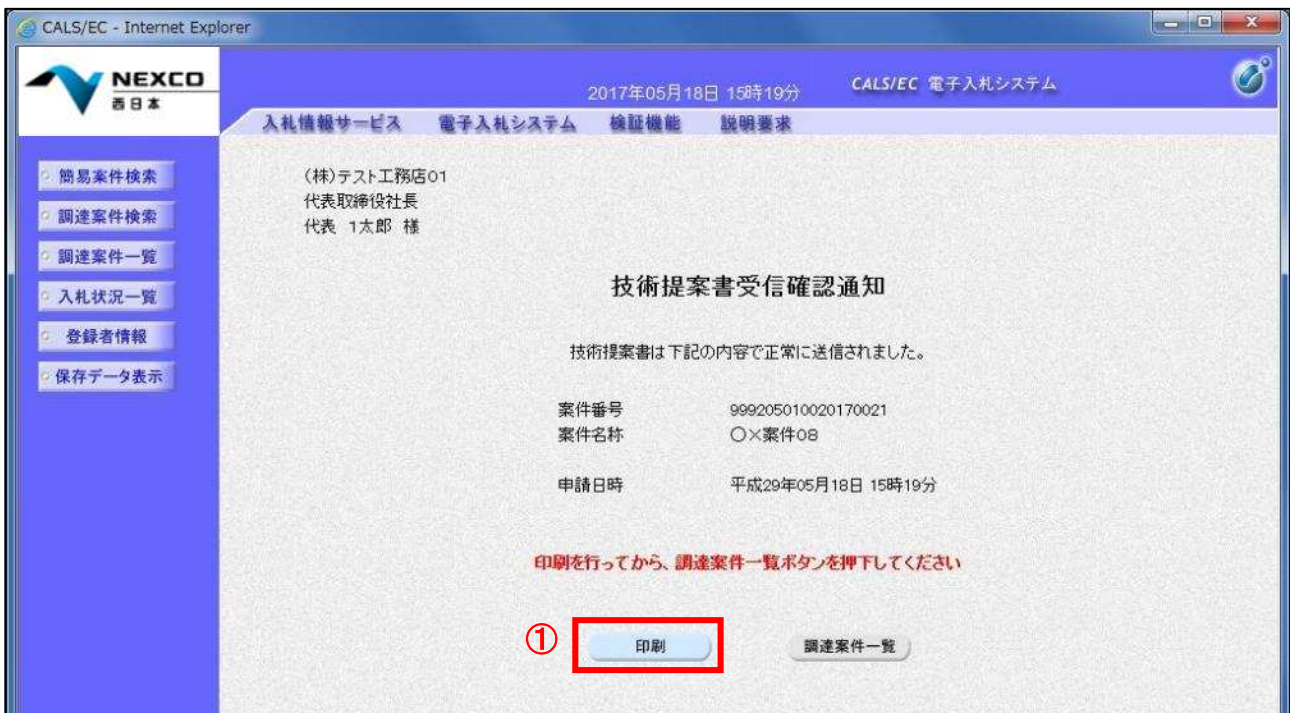 CALS/EC - Internet Explorer
NEXCO
西日本
2017年05月18日 15時19分
CALS/EC 電子入札システム
入札情報サービス 電子入札システム 検証機能 説明要求
簡易案件検索
調達案件検索
調達案件一覧
入札状況一覧
登録者情報
保存データ表示
(株)テスト工務店01
代表取締役社長
代表 1太郎 様
技術提案書受信確認通知
技術提案書は下記の内容で正常に送信されました。
案件番号 999205010020170021
案件名称 〇×案件08
申請日時 平成29年05月18日 15時19分
印刷を行ってから、調達案件一覧ボタンを押下してください
① 印刷 調達案件一覧